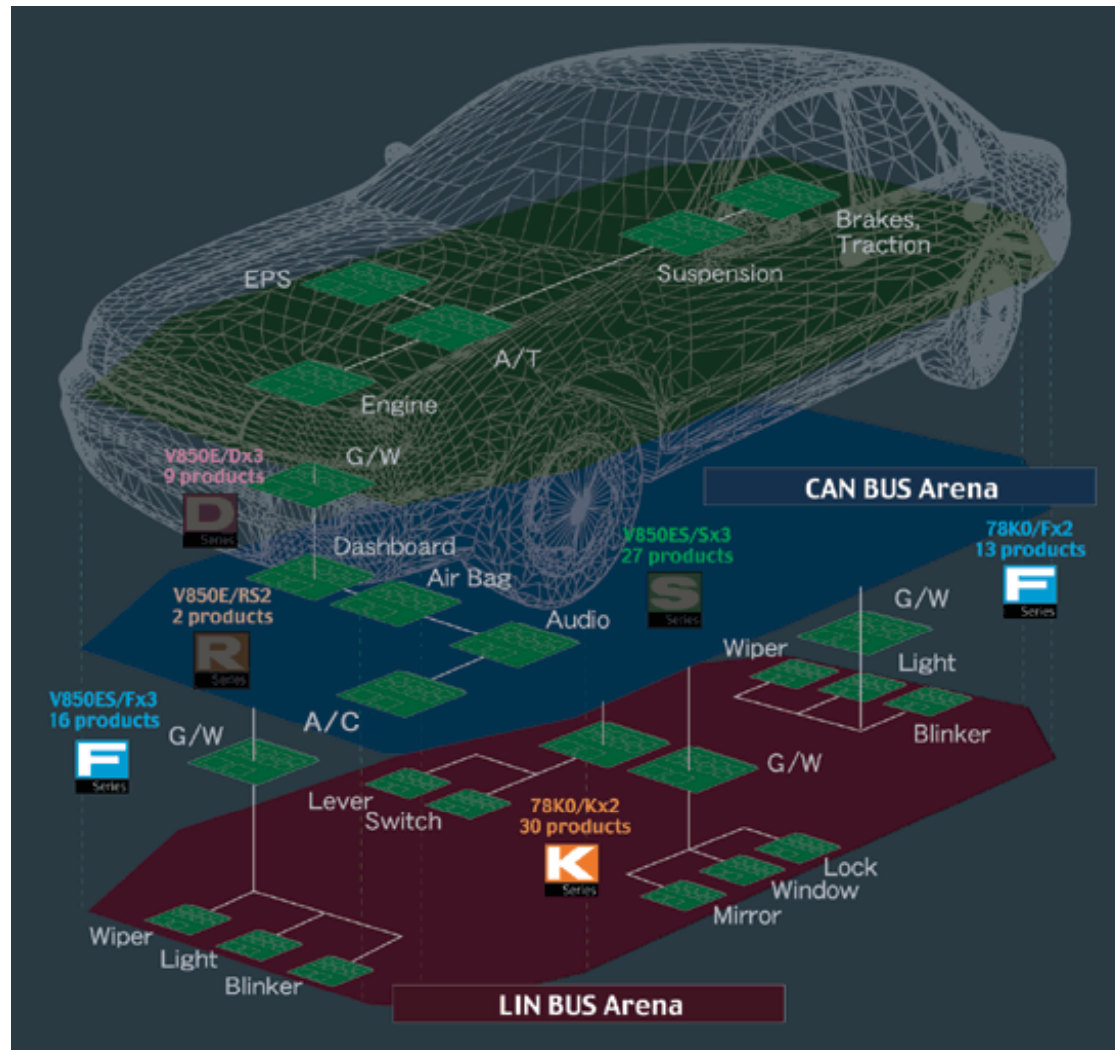 Brakes,
Traction
Suspension
EPS
A/T
Engine
G/W
V850E/Dx3
9 products
D
Series
CAN BUS Arena
Dashboard
Air Bag
Audio
A/C
V850ES/Sx3
27 products
S
Series
78K0/Fx2
13 products
F
Series
V850E/RS2
2 products
R
Series
G/W
Wiper
Light
Blinker
V850ES/Fx3
16 products
F
Series
G/W
Lever
Switch
G/W
78K0/Kx2
30 products
K
Series
Lock
Window
Mirror
Wiper
Light
Blinker
LIN BUS Arena